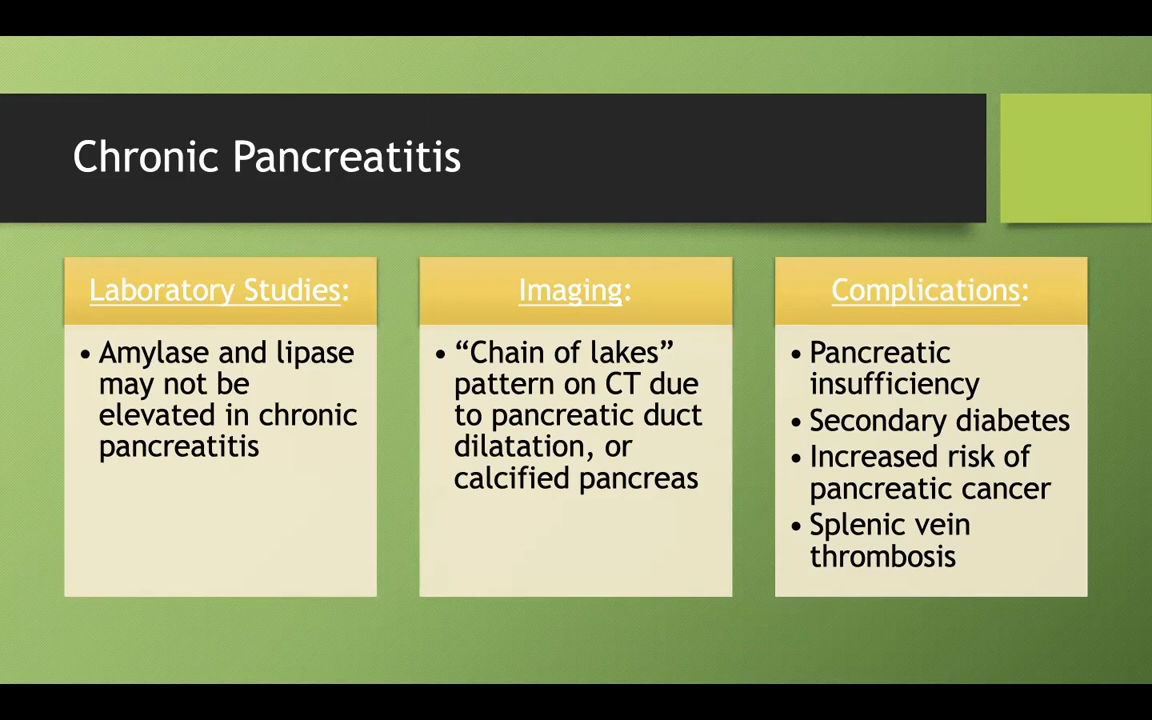 Chronic Pancreatitis
Laboratory Studies:
• Amylase and lipase
may not be
elevated in chronic
pancreatitis
Imaging:
• “Chain of lakes”
pattern on CT due
to pancreatic duct
dilatation, or
calcified pancreas
Complications:
• Pancreatic
insufficiency
• Secondary diabetes
• Increased risk of
pancreatic cancer
• Splenic vein
thrombosis